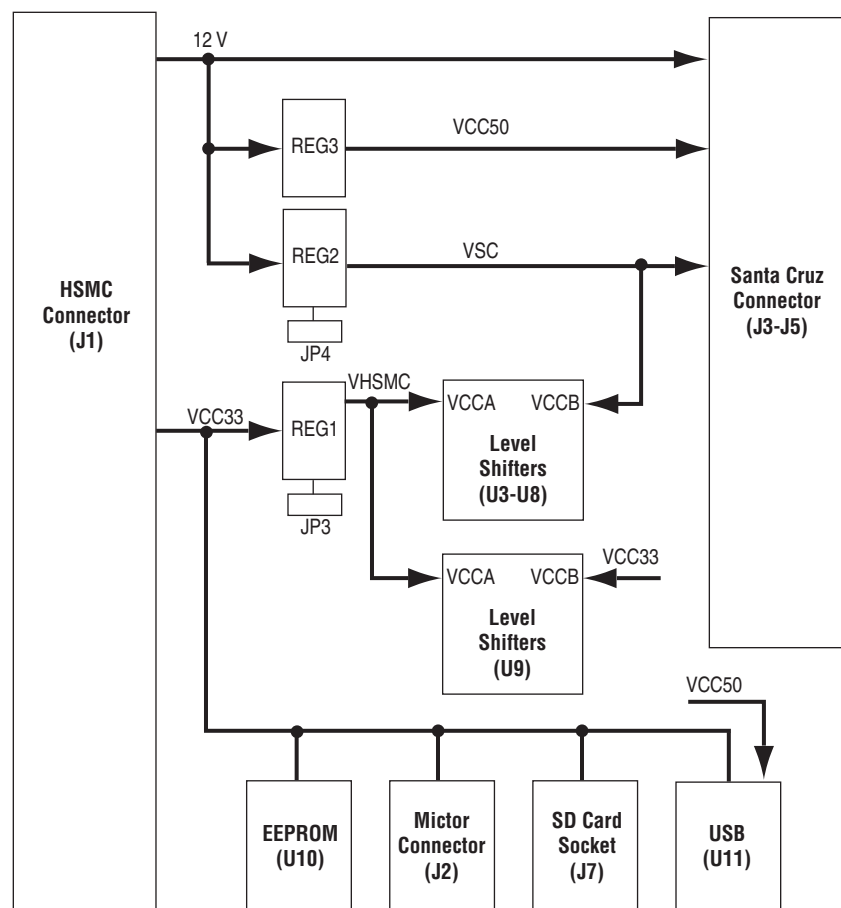 12 V
REG3
VCC50
REG2
VSC
JP4
HSMC
Connector
(J1)
Santa Cruz
Connector
(J3-J5)
VCC33
REG1
VHSMC
JP3
VCCA VCCB
Level
Shifters
(U3-U8)
VCCA VCCB
Level
Shifters
(U9)
VCC33
VCC50
EEPROM
(U10)
Mictor
Connector
(J2)
SD Card
Socket
(J7)
USB
(U11)